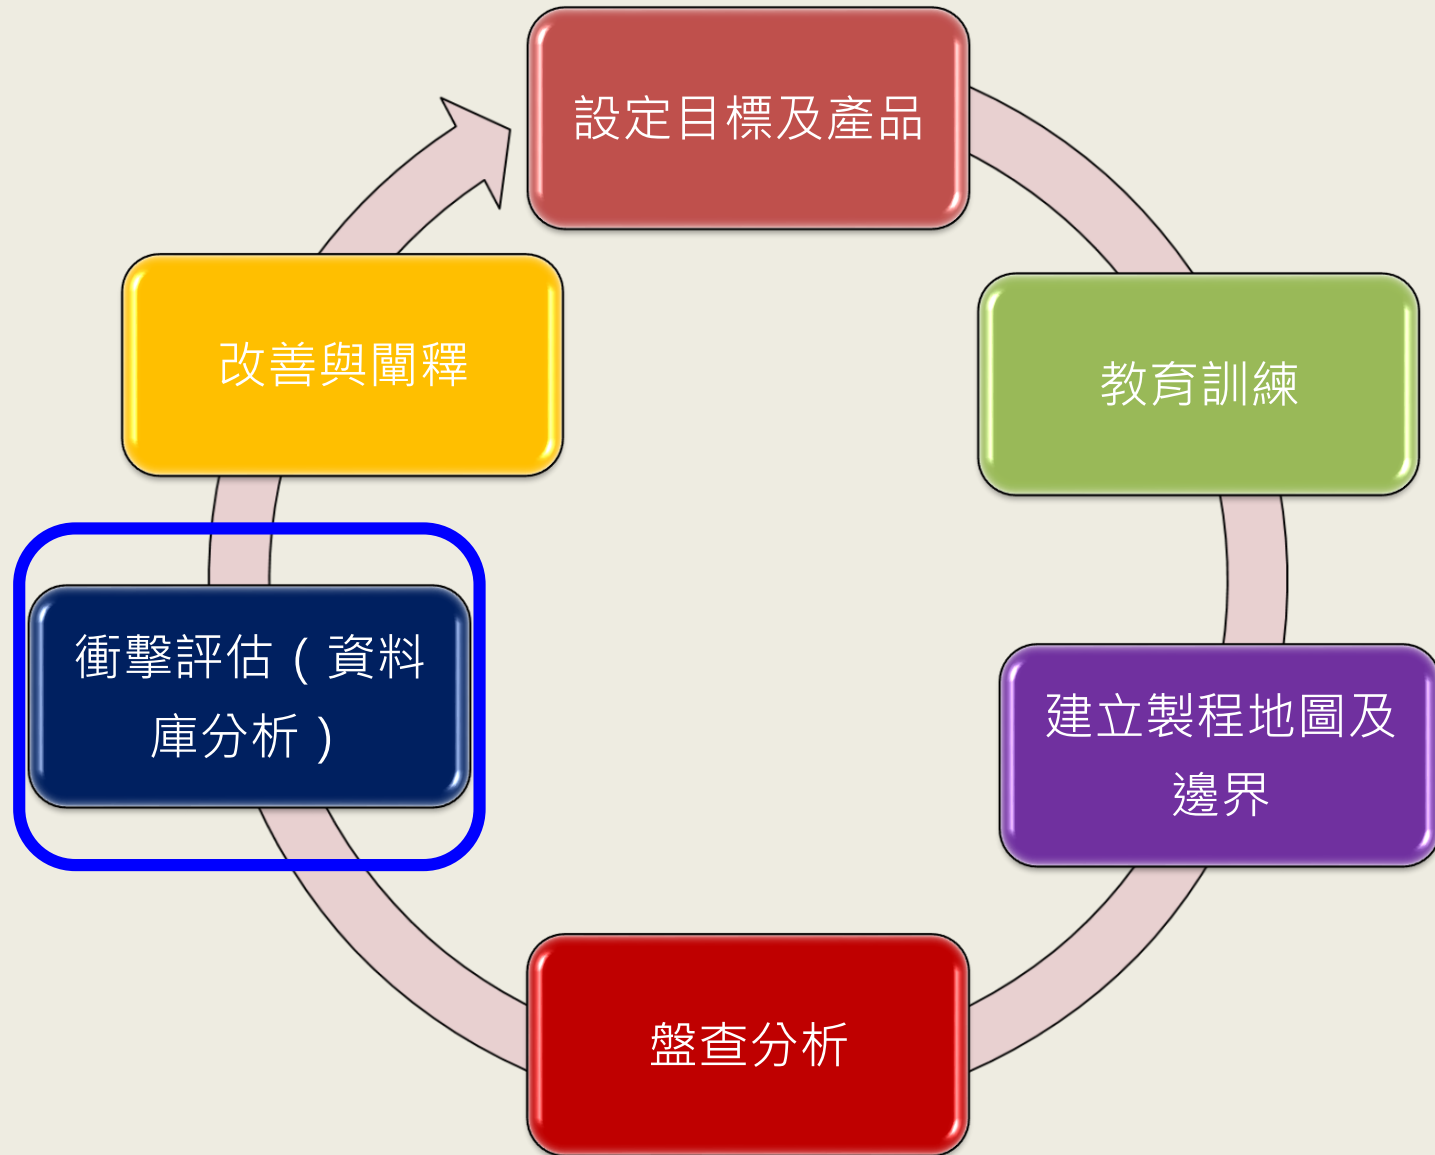 設定目標及產品
教育訓練
建立製程地圖及
邊界
盤查分析
衝擊評估(資料
庫分析)
改善與闡釋